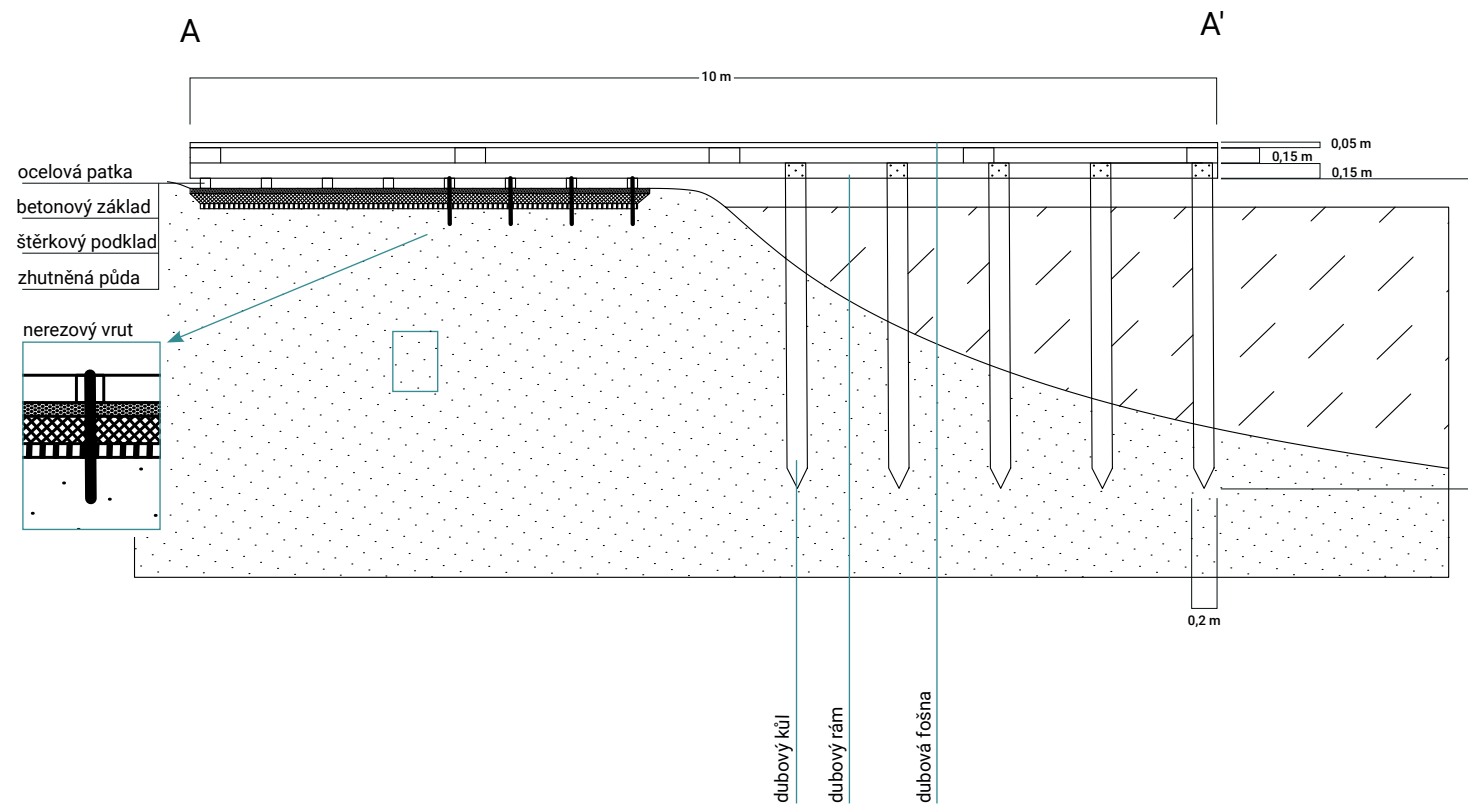 A
A'
10 m
0,05 m
0,15 m
0,15 m
ocelová patka
betonový základ
štěrkový podklad
zhutněná půda
nerezový vrut
0,2 m
dubový kůl
dubový rám
dubová fošna